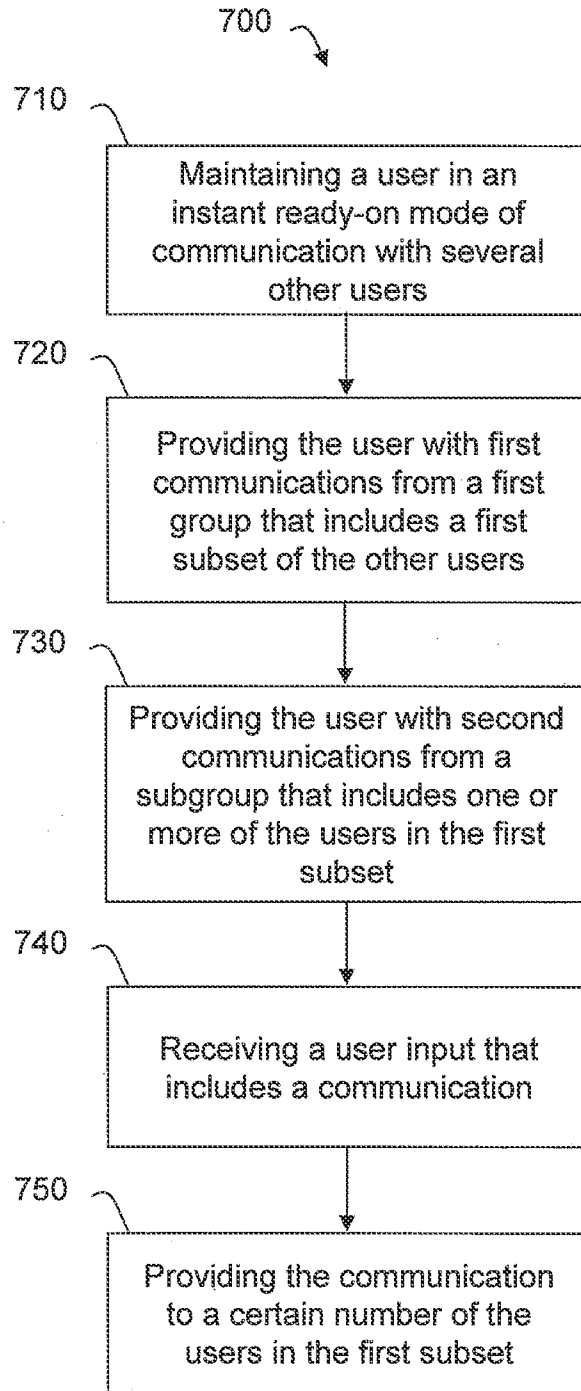 700
710
Maintaining a user in an
instant ready-on mode of
communication with several
other users
720
Providing the user with first
communications from a first
group that includes a first
subset of the other users
730
Providing the user with second
communications from a
subgroup that includes one or
more of the users in the first
subset
740
Receiving a user input that
includes a communication
750
Providing the communication
to a certain number of the
users in the first subset